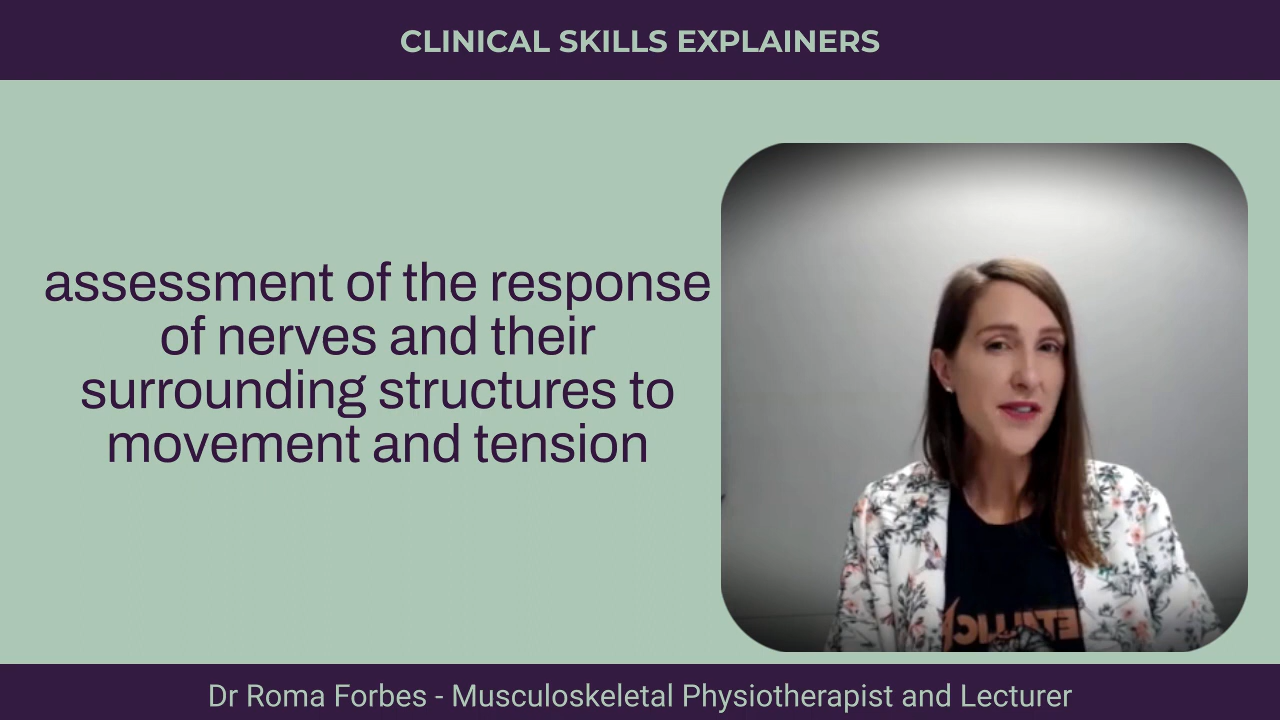 CLINICAL SKILLS EXPLAINERS
assessment of the response
of nerves and their
surrounding structures to
movement and tension
Dr Roma Forbes - Musculoskeletal Physiotherapist and Lecturer